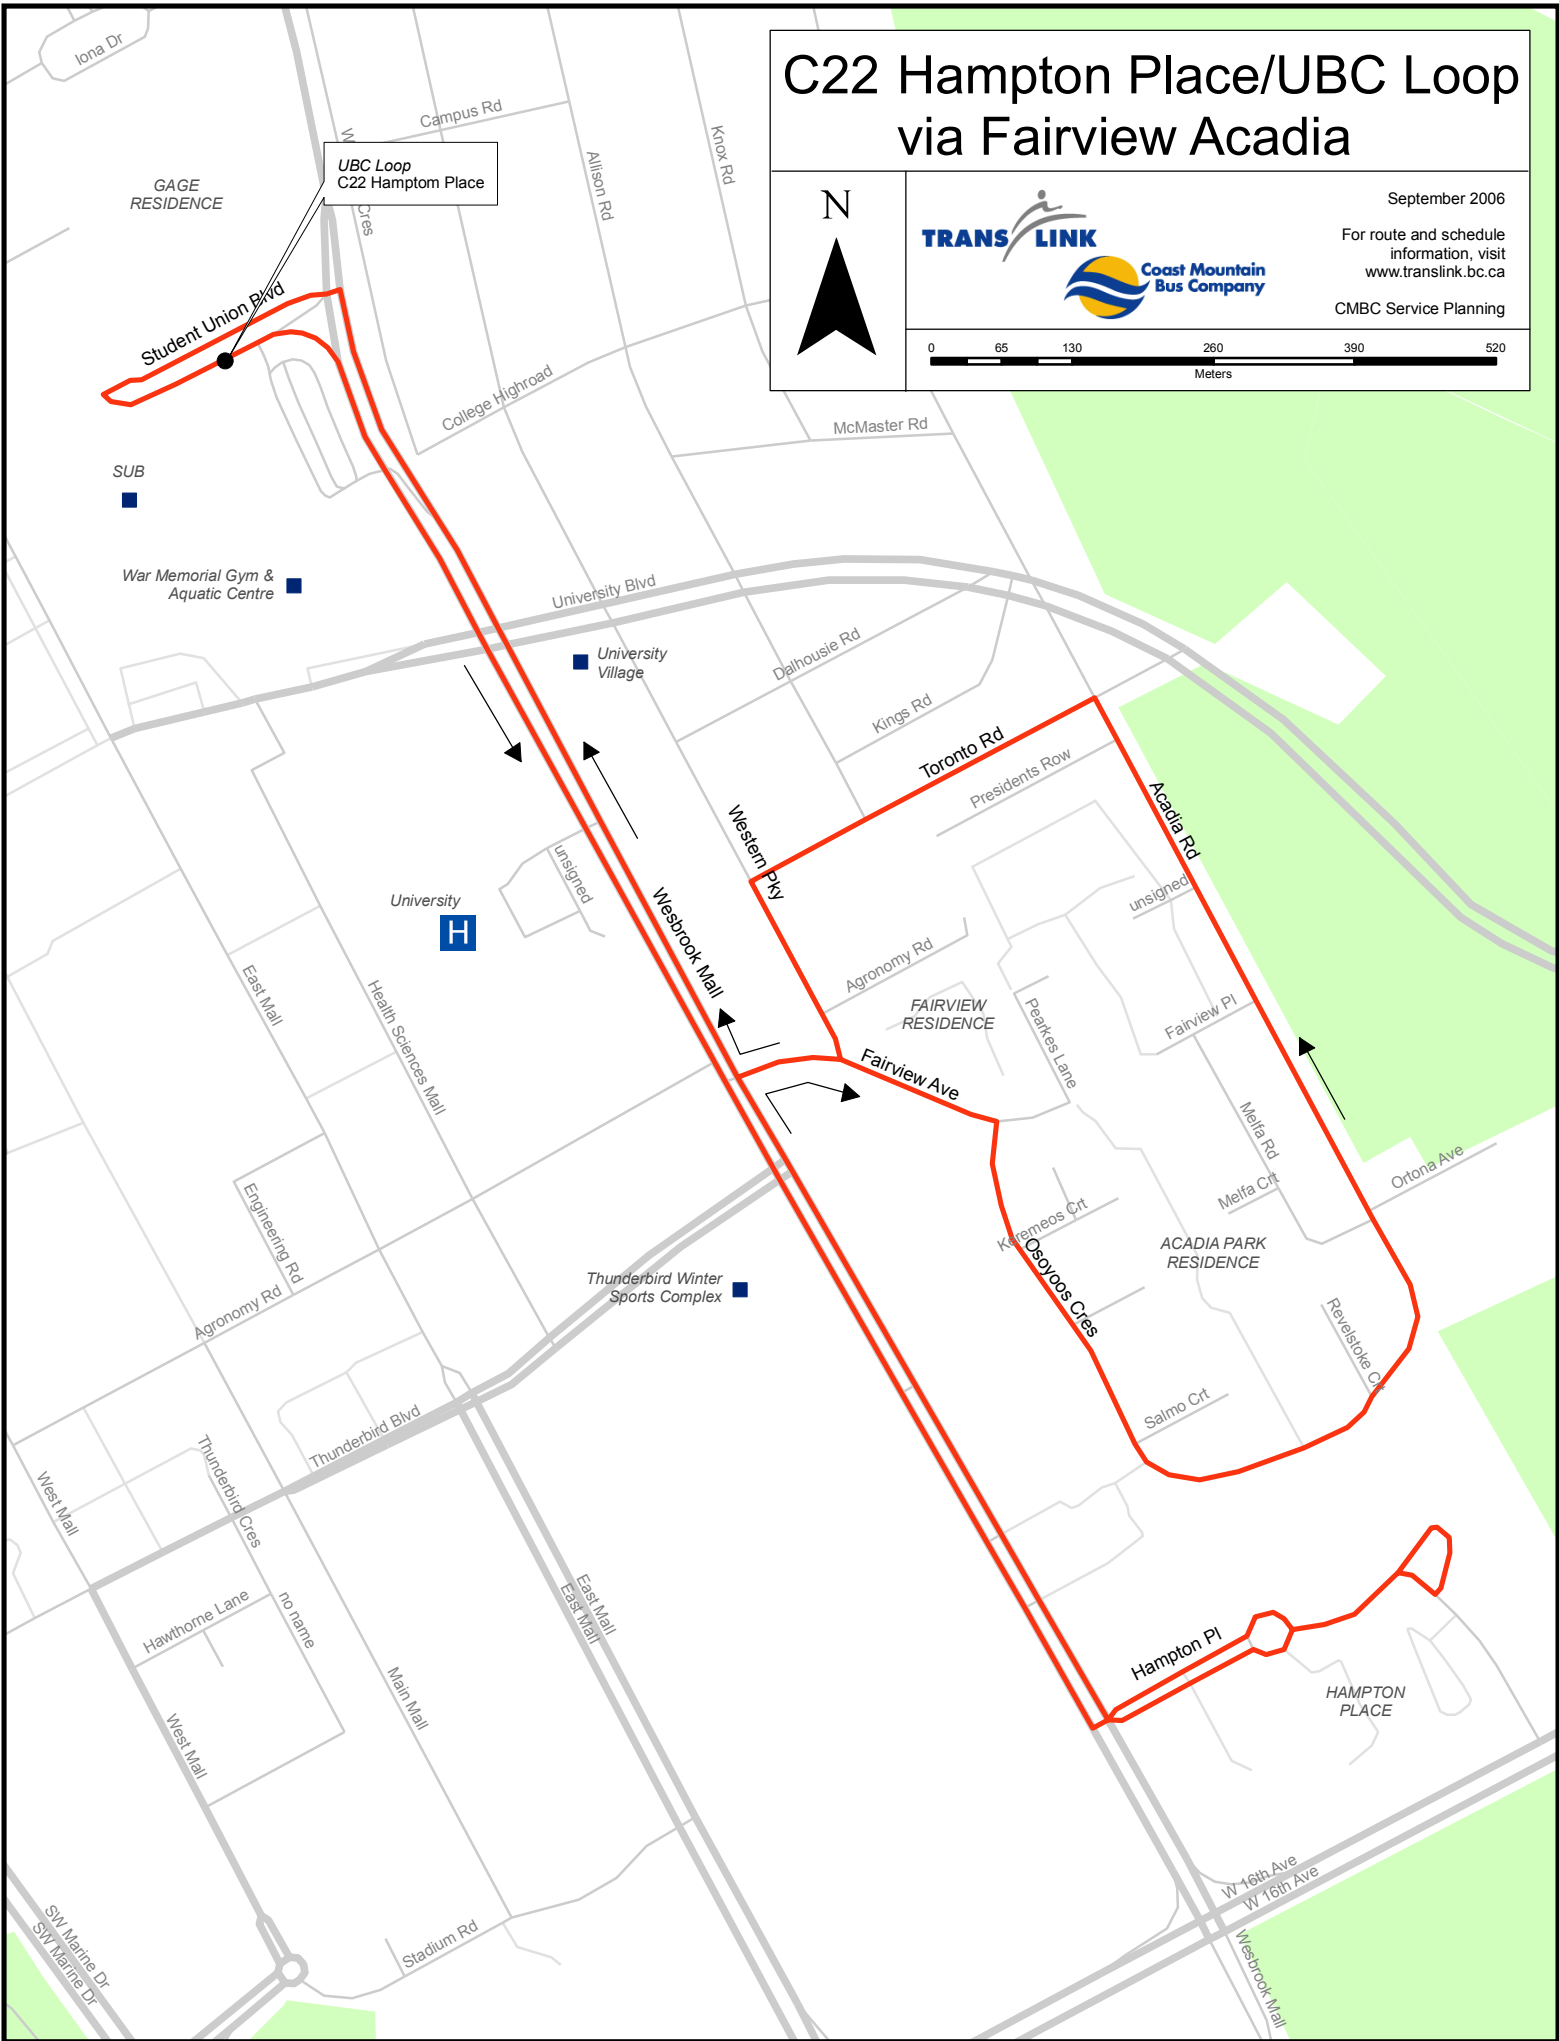 C22 Hampton Place/UBC Loop
via Fairview Acadia
N
TRANS LINK
Coast Mountain
Bus Company
September 2006
For route and schedule
information, visit
www.translink.bc.ca
CMBC Service Planning
0 65 130 260 390 520
Meters
Iona Dr
Campus Rd
Allison Rd
Knox Rd
W
Cres
UBC Loop
C22 Hamptom Place
GAGE
RESIDENCE
Student Union Blvd
College Highroad
McMaster Rd
SUB
War Memorial Gym &
Aquatic Centre
University Blvd
University
Village
Dalhousie Rd
Kings Rd
Toronto Rd
Presidents Row
Acadia Rd
Western Pky
unsigned
unsigned
University
H
Wesbrook Mall
Agronomy Rd
FAIRVIEW
RESIDENCE
Pearkes Lane
Fairview Pl
East Mall
Health Sciences Mall
Fairview Ave
Melfa Rd
Melfa Crt
Ortona Ave
Engineering Rd
Keremeos Crt
Osoyoos Cres
ACADIA PARK
RESIDENCE
Thunderbird Winter
Sports Complex
Agronomy Rd
Revelstoke Crt
Salmo Crt
Thunderbird Blvd
Thunderbird Cres
West Mall
Hawthorne Lane
no name
East Mall
East Mall
Hampton Pl
HAMPTON
PLACE
Main Mall
West Mall
W 16th Ave
W 16th Ave
Stadium Rd
SW Marine Dr
SW Marine Dr
Wesbrook Mall